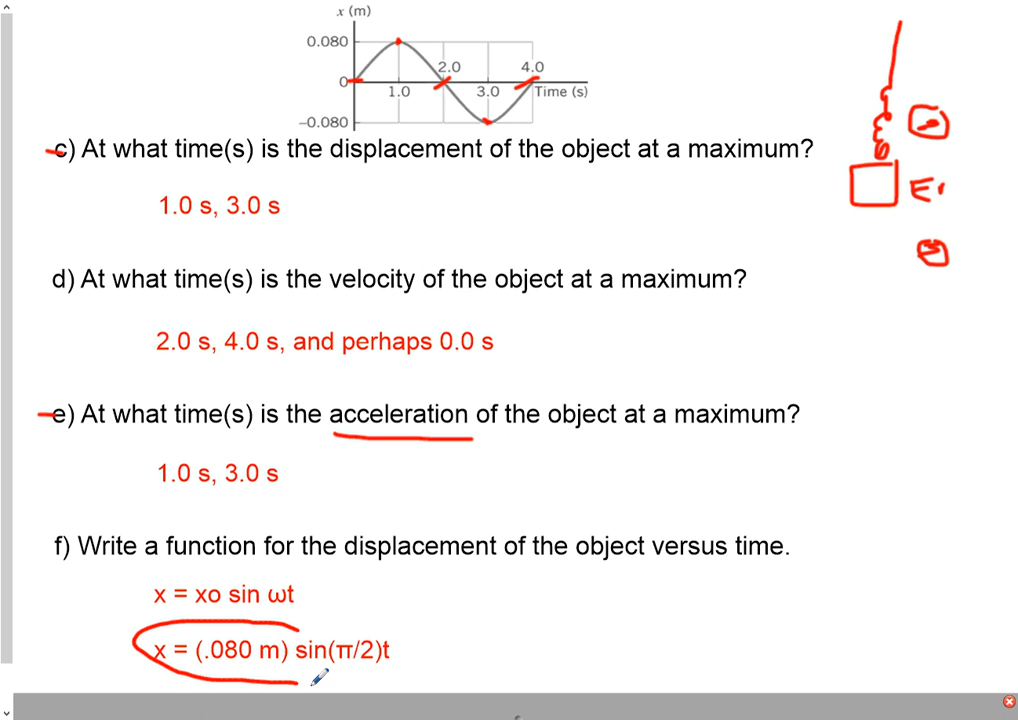 x (m)
0.080
2.0
4.0
0
1.0
3.0
Time (s)
–0.080
c) At what time(s) is the displacement of the object at a maximum?
1.0 s, 3.0 s
d) At what time(s) is the velocity of the object at a maximum?
2.0 s, 4.0 s, and perhaps 0.0 s
e) At what time(s) is the acceleration of the object at a maximum?
1.0 s, 3.0 s
f) Write a function for the displacement of the object versus time.
x = xo sin ωt
x = (.080 m) sin(π/2)t